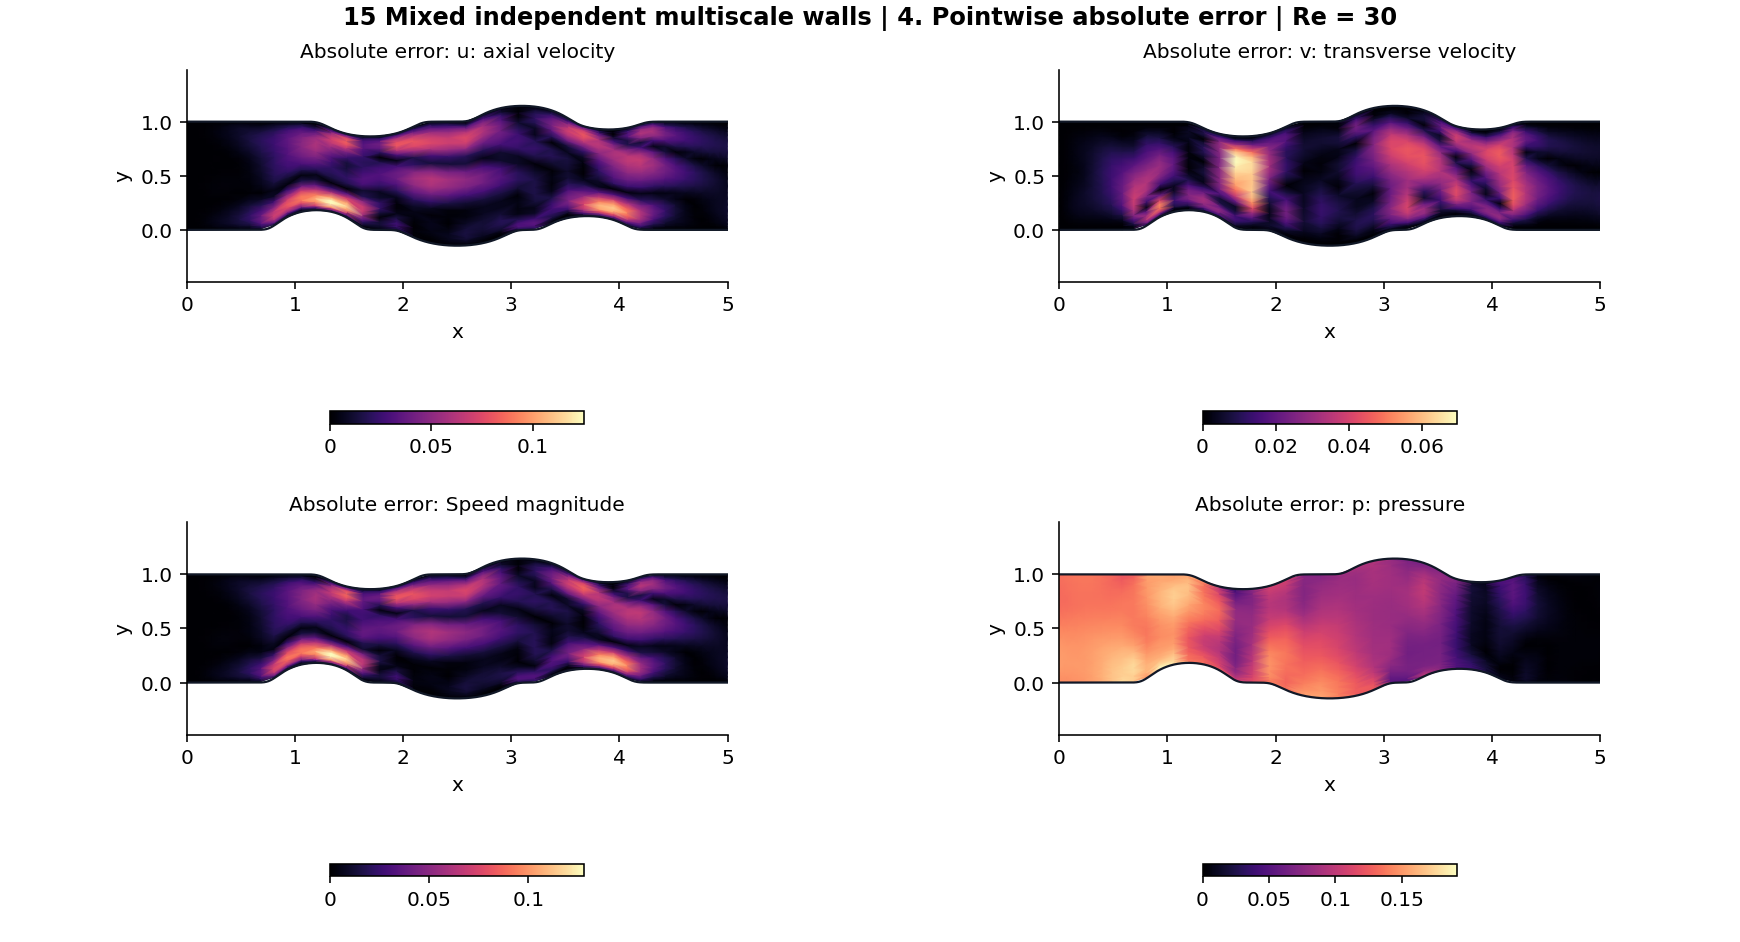 15 Mixed independent multiscale walls | 4. Pointwise absolute error | Re = 30
Absolute error: u: axial velocity
1.0
0.5
0.0
y
0 1 2 3 4 5
x
0 0.05 0.1
Absolute error: v: transverse velocity
1.0
0.5
0.0
y
0 1 2 3 4 5
x
0 0.02 0.04 0.06
Absolute error: Speed magnitude
1.0
0.5
0.0
y
0 1 2 3 4 5
x
0 0.05 0.1
Absolute error: p: pressure
1.0
0.5
0.0
y
0 1 2 3 4 5
x
0 0.05 0.1 0.15